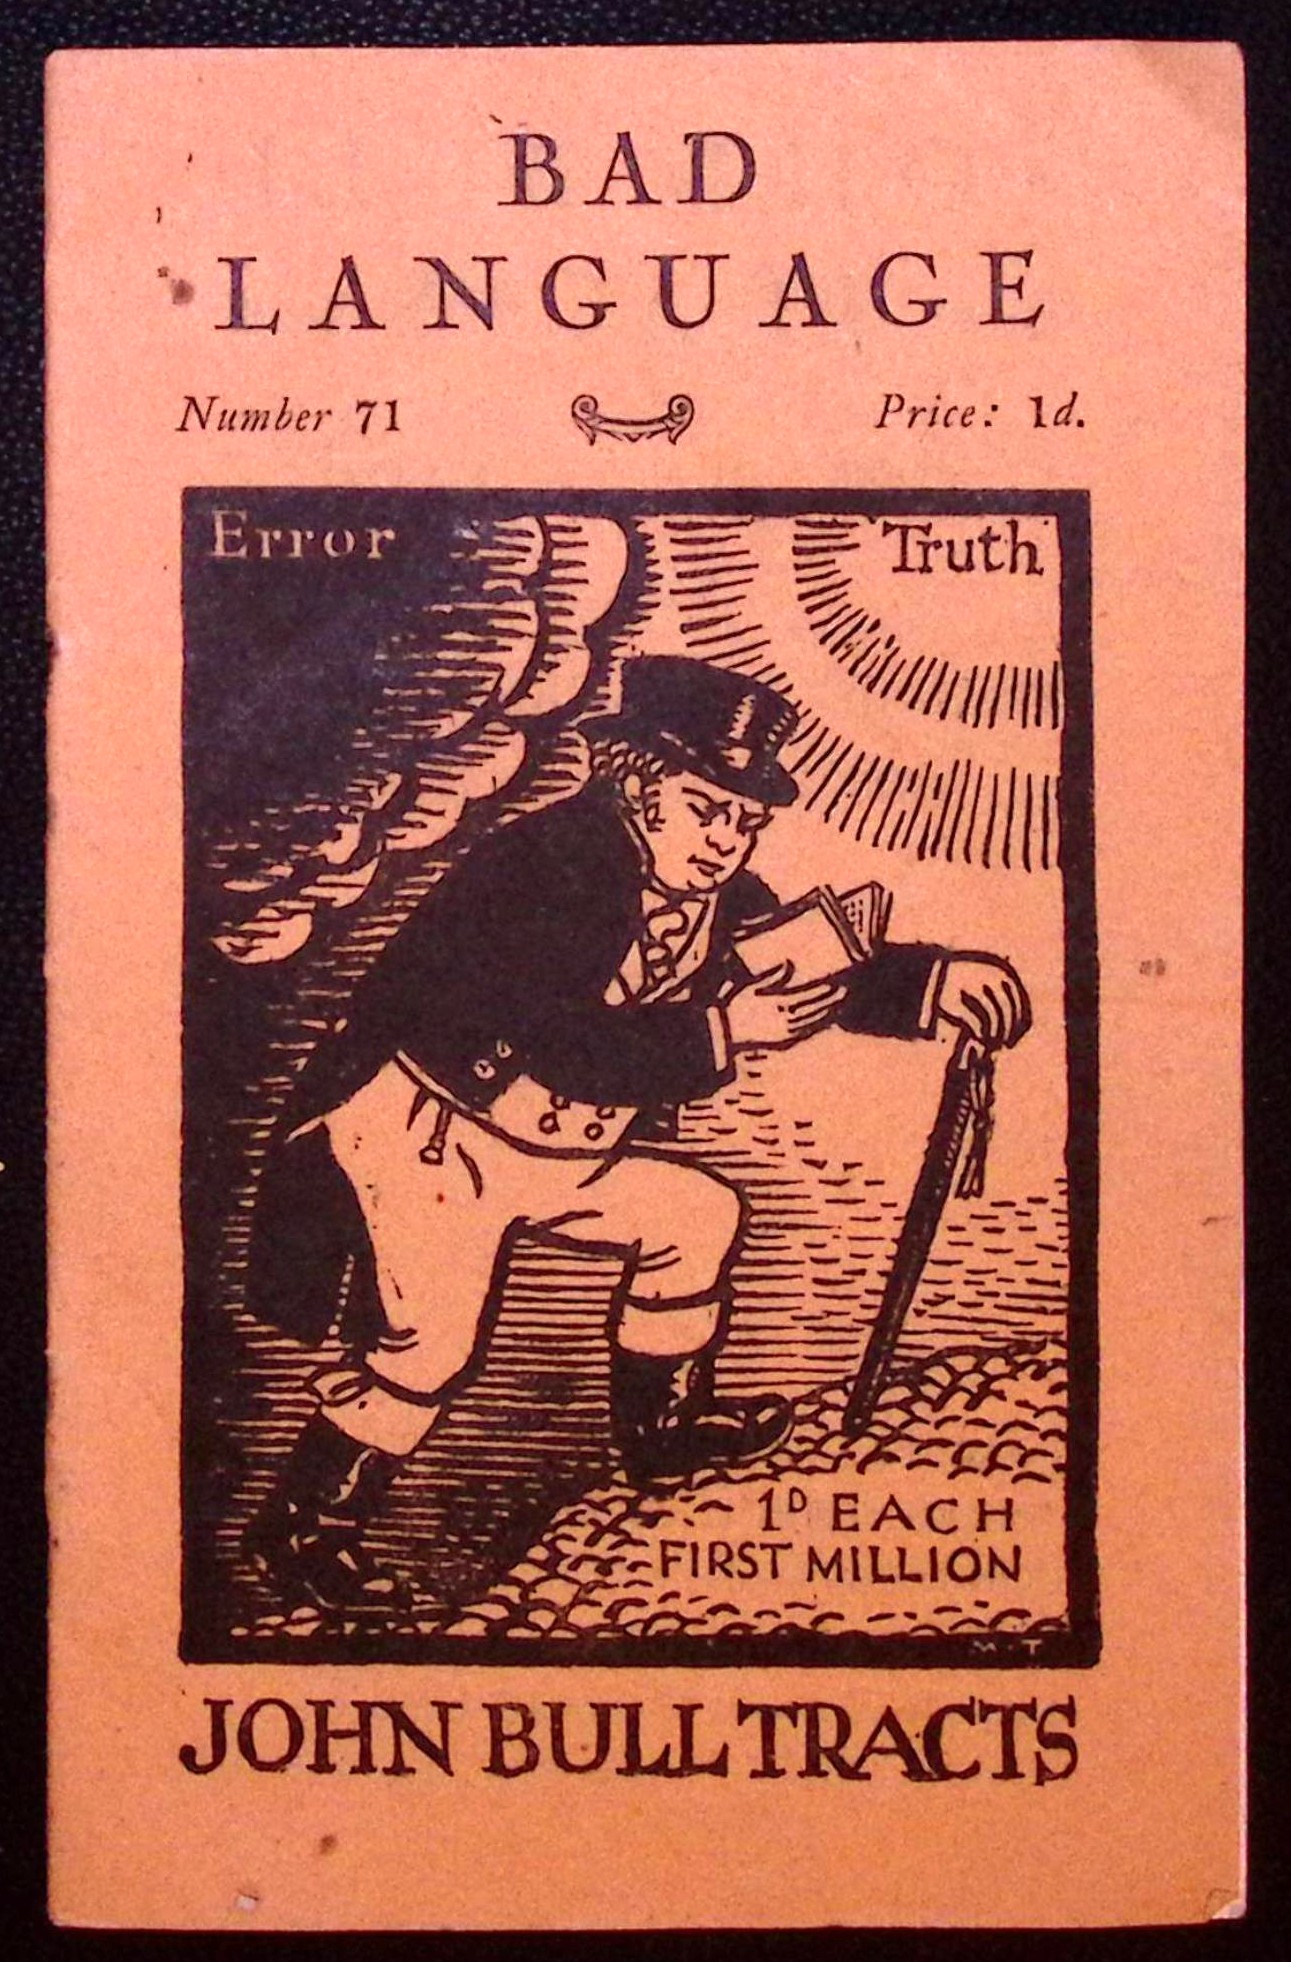 BAD
LANGUAGE
Number 71 Price: 1d.
Error Truth
1D EACH
FIRST MILLION
M·T
JOHN BULL TRACTS